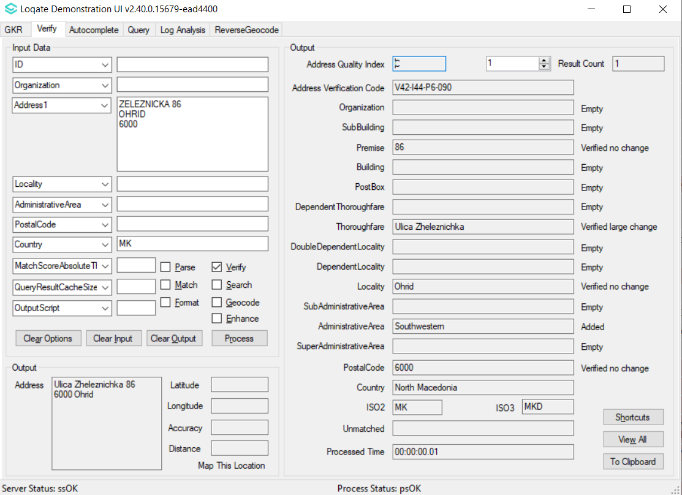 Loqate Demonstration UI v2.40.0.15679-ead4400
GKR Verify Autocomplete Query Log Analysis ReverseGeocode
Input Data
ID
Organization
Address1
ZELEZNICKA 86
OHRID
6000
Locality
AdministrativeArea
PostalCode
Country MK
MatchScoreAbsoluteTl Parse Verify
QueryResultCacheSize Match Search
OutputScript Format Geocode
Enhance
Clear Options Clear Input Clear Output Process
Output
Address
Ulica Zheleznichka 86
6000 Ohrid
Latitude
Longitude
Accuracy
Distance
Map This Location
Output
Address Quality Index 1 Result Count 1
Address Verification Code V42-I44-P6-090
Organization Empty
SubBuilding Empty
Premise 86 Verified no change
Building Empty
PostBox Empty
DependentThoroughfare Empty
Thoroughfare Ulica Zheleznichka Verified large change
DoubleDependentLocality Empty
DependentLocality Empty
Locality Ohrid Verified no change
SubAdministrativeArea Empty
AdministrativeArea Southwestern Added
SuperAdministrativeArea Empty
PostalCode 6000 Verified no change
Country North Macedonia
ISO2 MK ISO3 MKD
Unmatched
Processed Time 00:00:00.01
Shortcuts
View All
To Clipboard
Server Status: ssOK Process Status: psOK